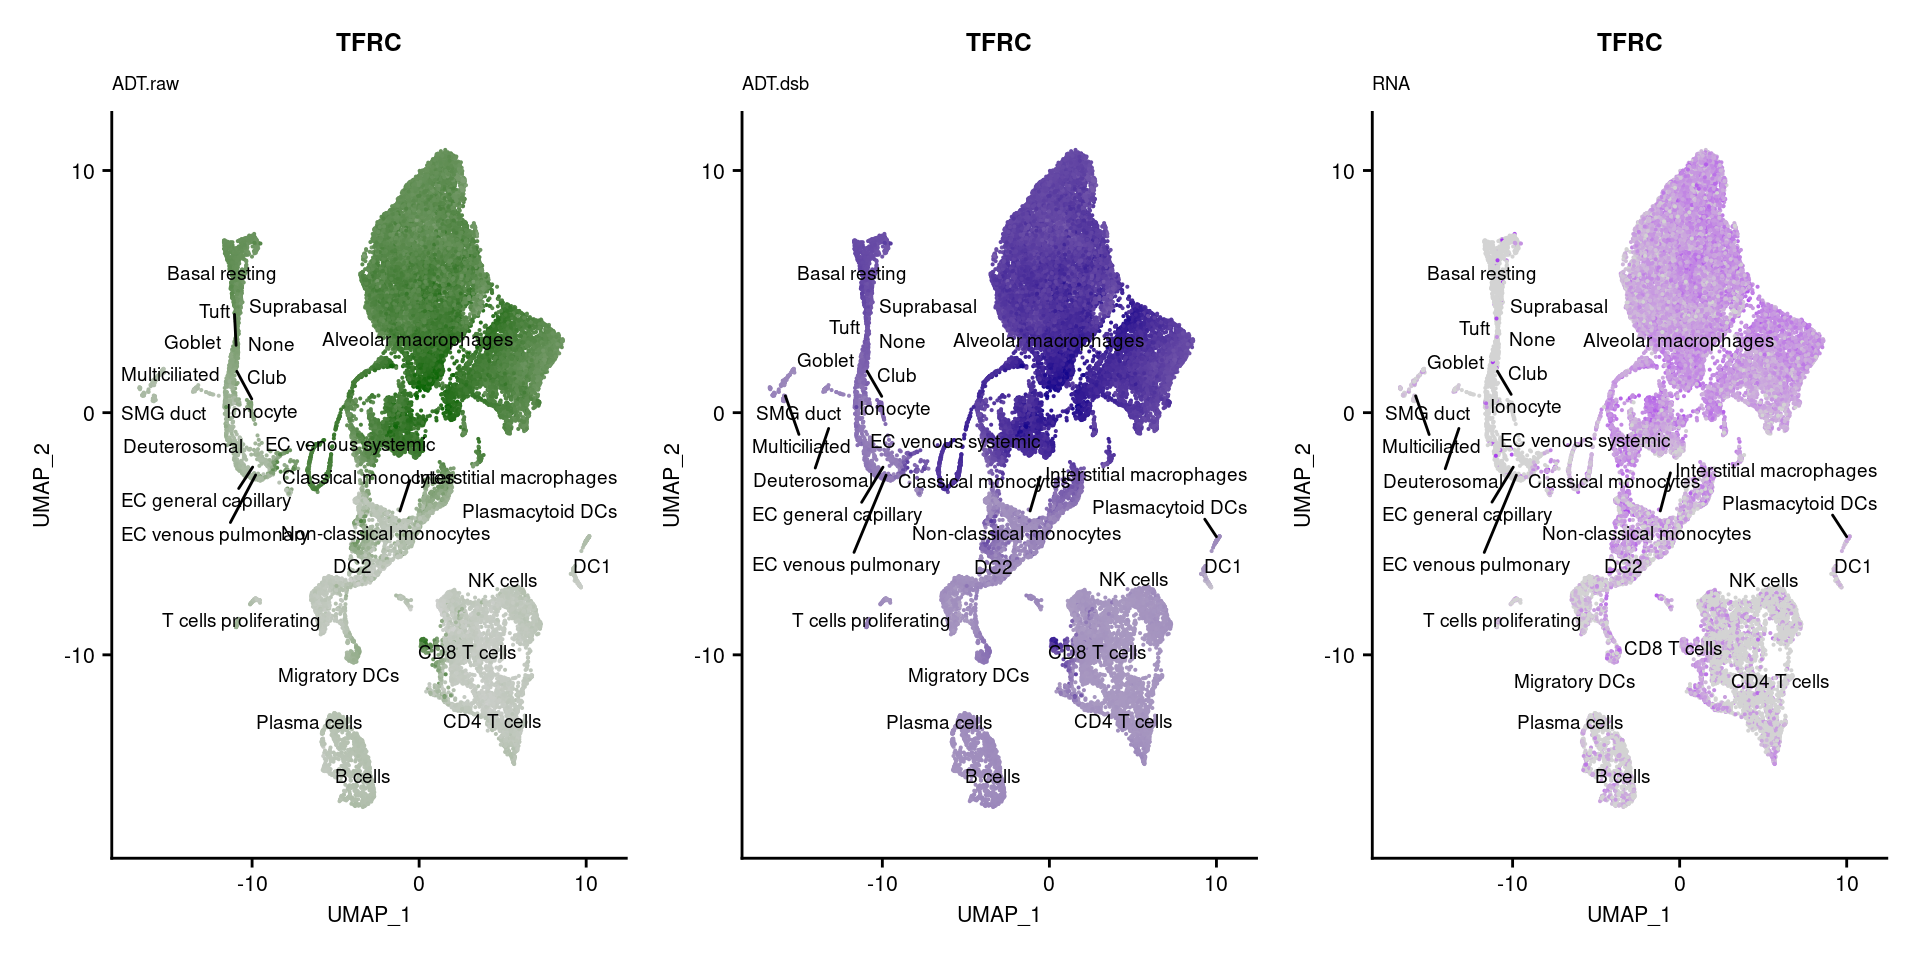 TFRC
ADT.raw
10
0
-10
-10
0
10
UMAP_1
UMAP_2
Basal resting
Tuft
Suprabasal
Goblet
None
Alveolar macrophages
Multiciliated
Club
SMG duct
Ionocyte
Deuterosomal
EC venous systemic
Classical monocytes
Interstitial macrophages
EC general capillary
Plasmacytoid DCs
EC venous pulmonary
Non-classical monocytes
DC2
DC1
NK cells
T cells proliferating
CD8 T cells
Migratory DCs
Plasma cells
CD4 T cells
B cells
TFRC
ADT.dsb
10
0
-10
-10
0
10
UMAP_1
UMAP_2
Basal resting
Suprabasal
Tuft
None
Alveolar macrophages
Goblet
Club
SMG duct
Ionocyte
Multiciliated
EC venous systemic
Deuterosomal
Classical monocytes
Interstitial macrophages
EC general capillary
Plasmacytoid DCs
Non-classical monocytes
EC venous pulmonary
DC2
DC1
NK cells
T cells proliferating
CD8 T cells
Migratory DCs
Plasma cells
CD4 T cells
B cells
TFRC
RNA
10
0
-10
-10
0
10
UMAP_1
UMAP_2
Basal resting
Suprabasal
Tuft
None
Alveolar macrophages
Goblet
Club
SMG duct
Ionocyte
Multiciliated
EC venous systemic
Deuterosomal
Classical monocytes
Interstitial macrophages
EC general capillary
Plasmacytoid DCs
Non-classical monocytes
EC venous pulmonary
DC2
DC1
NK cells
T cells proliferating
CD8 T cells
Migratory DCs
CD4 T cells
Plasma cells
B cells